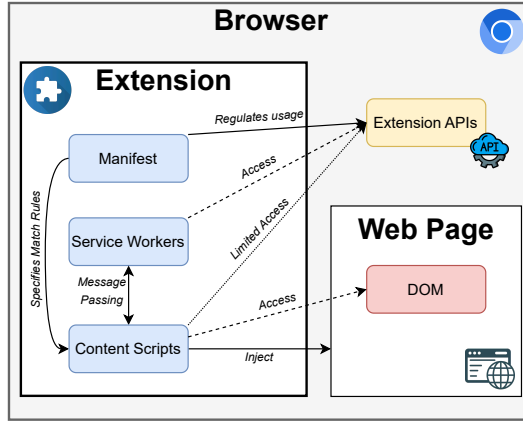 Browser
Extension
Regulates usage
Extension APIs
Manifest
API
Access
Specifies Match Rules
Limited Access
Web Page
Service Workers
Message
Passing
DOM
Access
Content Scripts
Inject